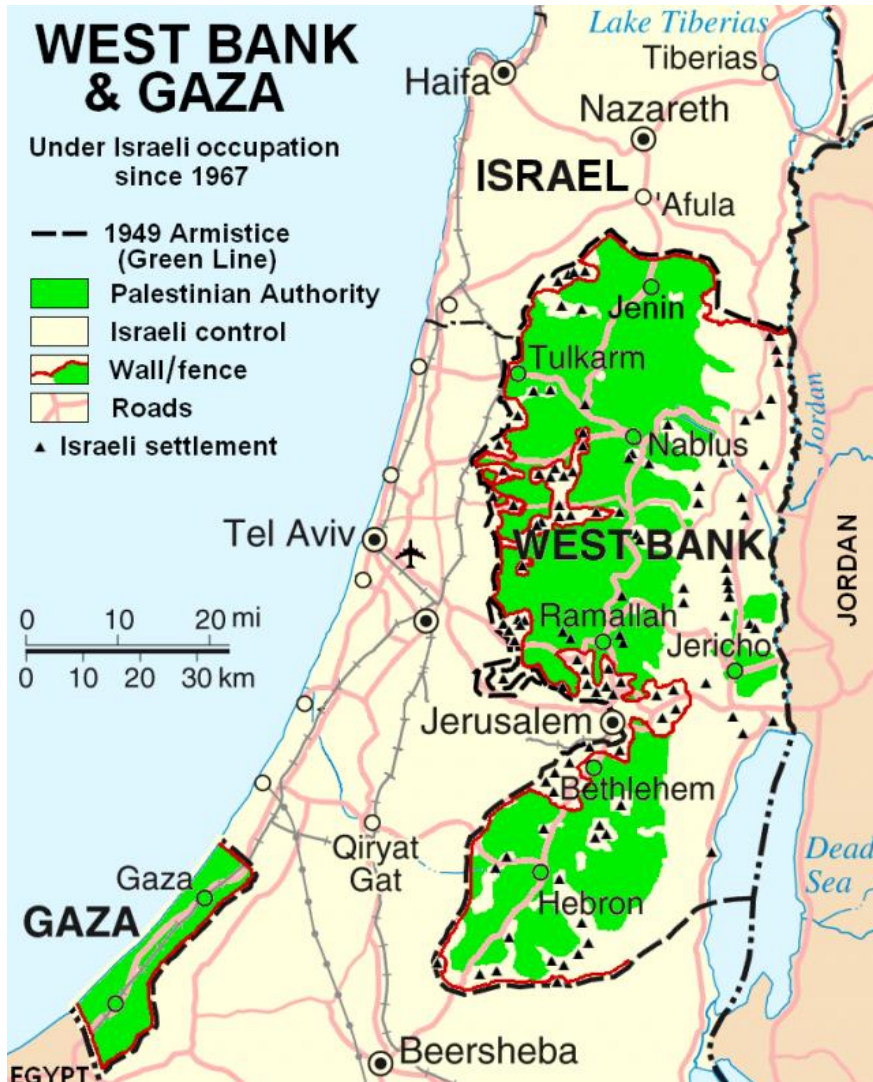 WEST BANK
& GAZA
Under Israeli occupation
since 1967
1949 Armistice
(Green Line)
Palestinian Authority
Israeli control
Wall/fence
Roads
Israeli settlement
Lake Tiberias
Tiberias
Haifa
Nazareth
ISRAEL
'Afula
Jenin
Tulkarm
Nablus
Jordan
Tel Aviv
WEST BANK
JORDAN
0 10 20 mi
0 10 20 30 km
Ramallah
Jericho
Jerusalem
Bethlehem
Qiryat
Gat
Dead
Sea
Gaza
GAZA
Hebron
Beersheba
EGYPT